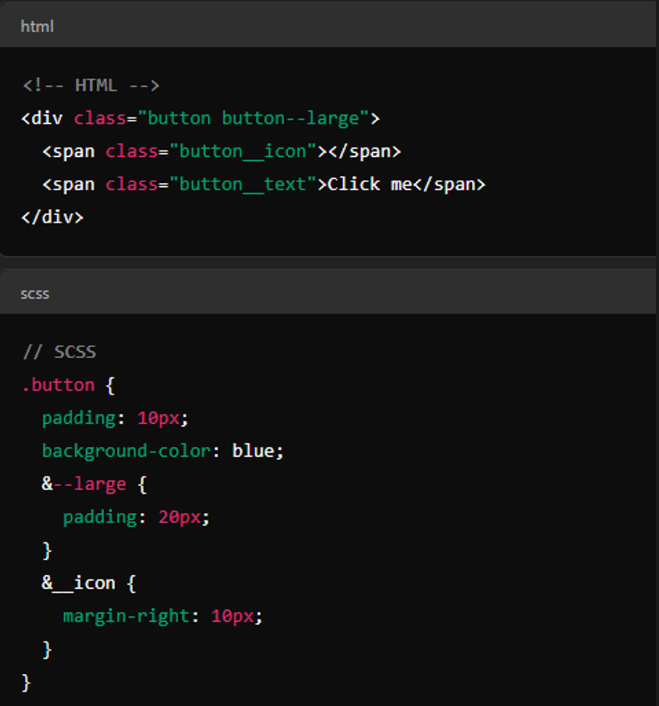 html
<!-- HTML -->
<div class="button button--large">
  <span class="button__icon"></span>
  <span class="button__text">Click me</span>
</div>
scss
// SCSS
.button {
  padding: 10px;
  background-color: blue;
  &--large {
    padding: 20px;
  }
  &__icon {
    margin-right: 10px;
  }
}